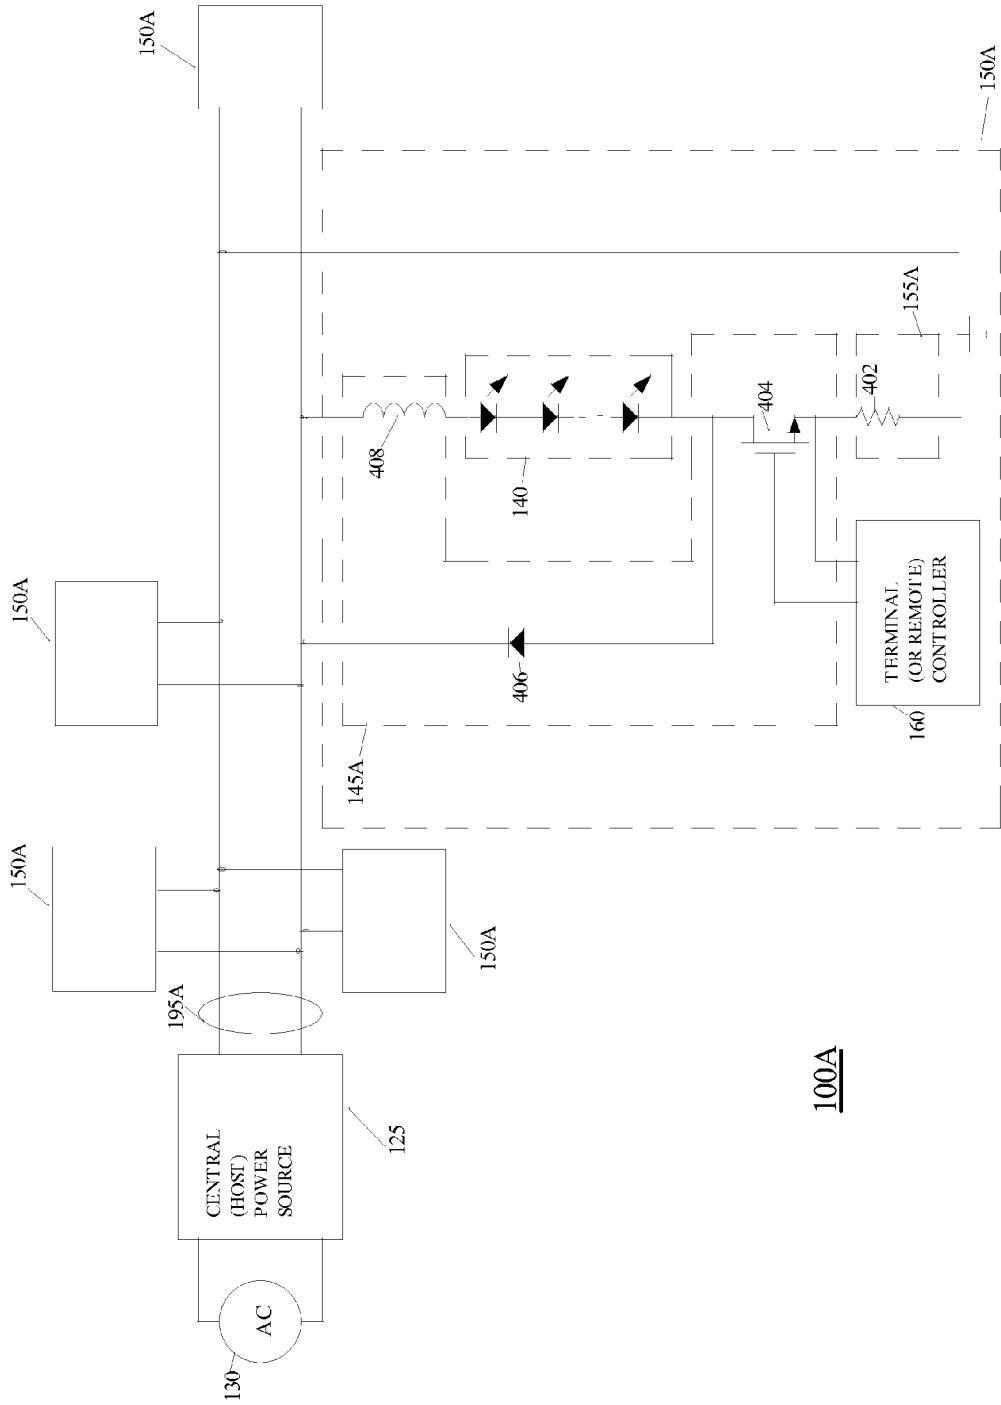 150A
150A
150A
195A
CENTRAL
(HOST)
POWER
SOURCE
130
AC
145A
408
125
150A
406
140
404
100A
402
155A
TERMINAL
(OR REMOTE)
CONTROLLER
160
150A